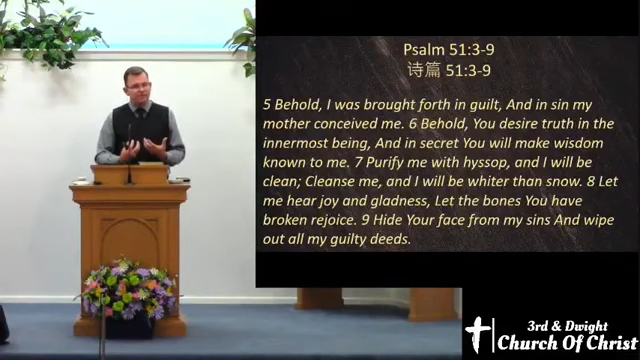 Psalm 51:3-9
诗篇 51:3-9
5 Behold, I was brought forth in guilt, And in sin my
mother conceived me. 6 Behold, You desire truth in the
innermost being, And in secret You will make wisdom
known to me. 7 Purify me with hyssop, and I will be
clean; Cleanse me, and I will be whiter than snow. 8 Let
me hear joy and gladness, Let the bones You have
broken rejoice. 9 Hide Your face from my sins And wipe
out all my guilty deeds.
3rd & Dwight
Church Of Christ